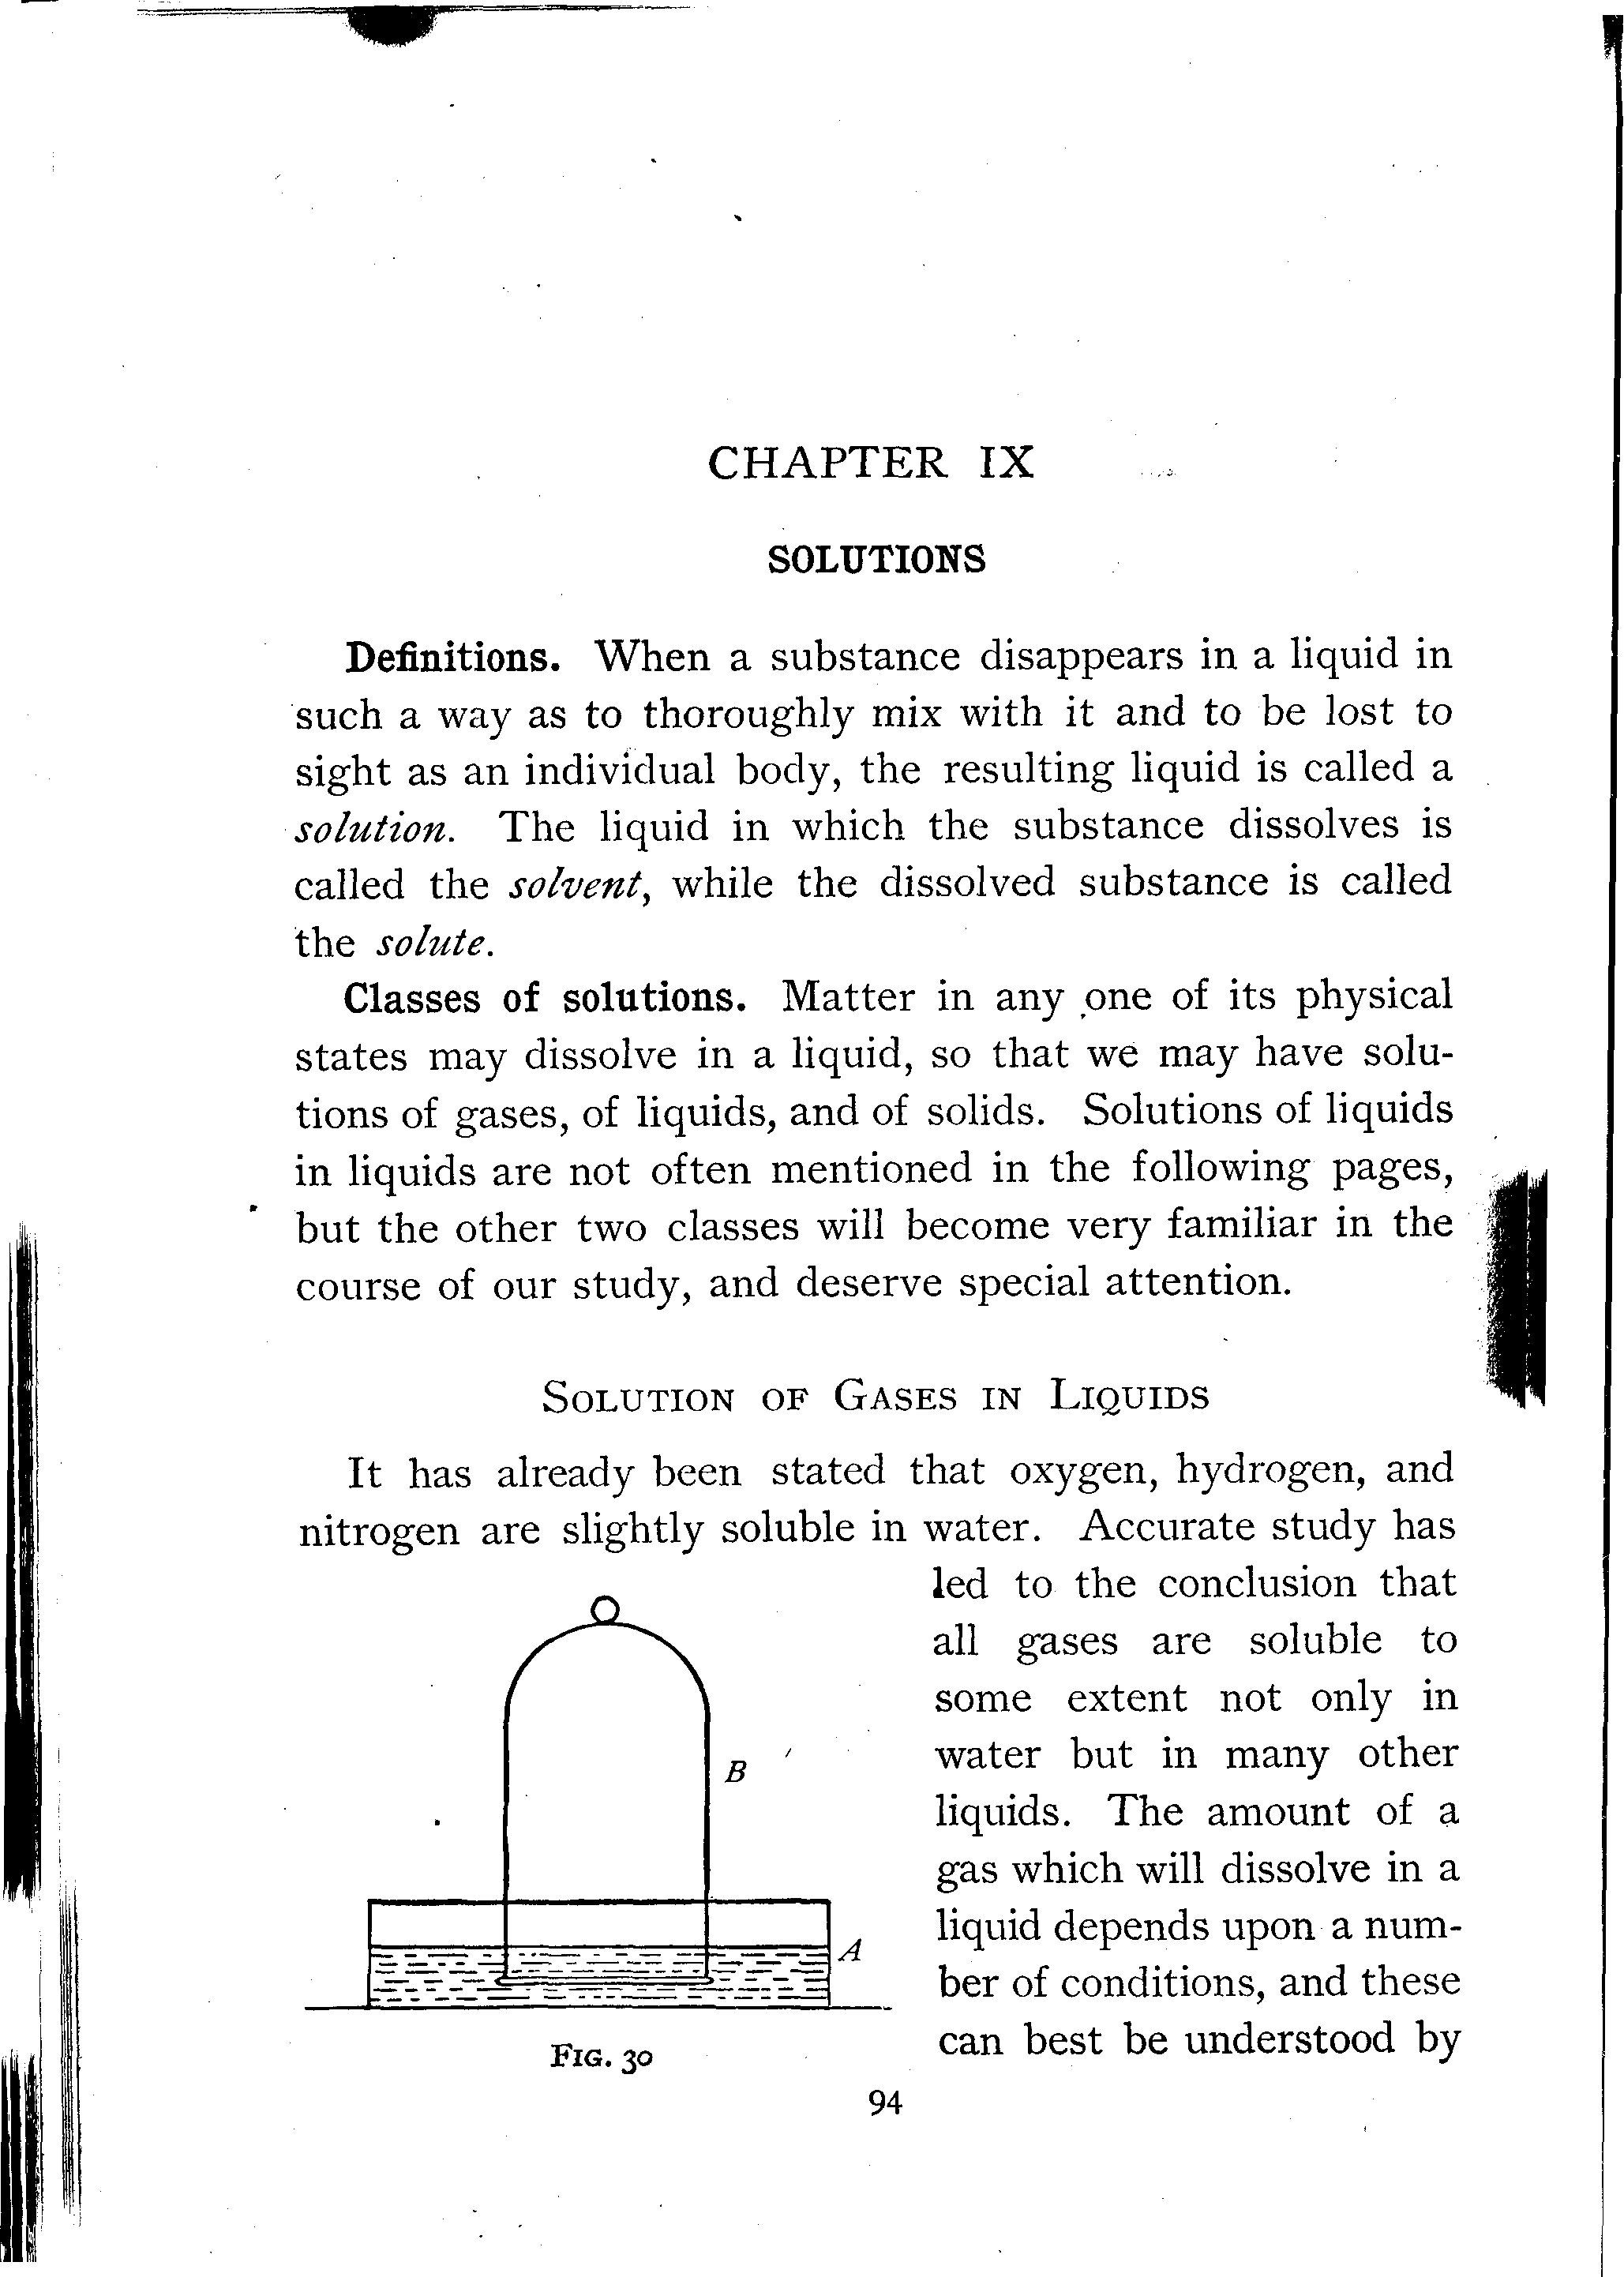 CHAPTER IX
SOLUTIONS
Definitions. When a substance disappears in a liquid in
such a way as to thoroughly mix with it and to be lost to
sight as an individual body, the resulting liquid is called a
solution. The liquid in which the substance dissolves is
called the solvent, while the dissolved substance is called
the solute.
Classes of solutions. Matter in any one of its physical
states may dissolve in a liquid, so that we may have solu-
tions of gases, of liquids, and of solids. Solutions of liquids
in liquids are not often mentioned in the following pages,
but the other two classes will become very familiar in the
course of our study, and deserve special attention.
SOLUTION OF GASES IN LIQUIDS
It has already been stated that oxygen, hydrogen, and
nitrogen are slightly soluble in water. Accurate study has
led to the conclusion that
all gases are soluble to
some extent not only in
water but in many other
liquids. The amount of a
gas which will dissolve in a
liquid depends upon a num-
ber of conditions, and these
can best be understood by
B
A
FIG. 30
94